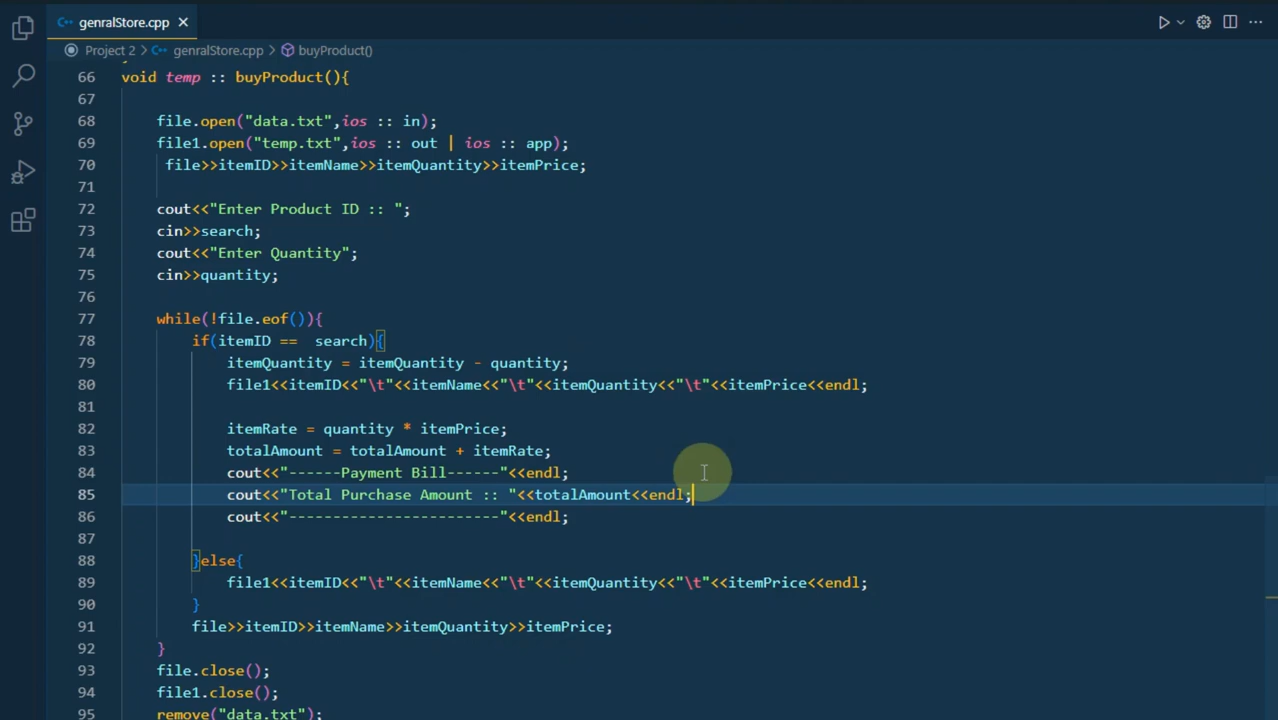 genralStore.cpp
Project 2 > genralStore.cpp > buyProduct()
66 void temp :: buyProduct(){
67
68 file.open("data.txt",ios :: in);
69 file1.open("temp.txt",ios :: out | ios :: app);
70 file>>itemID>>itemName>>itemQuantity>>itemPrice;
71
72 cout<<"Enter Product ID :: ";
73 cin>>search;
74 cout<<"Enter Quantity";
75 cin>>quantity;
76
77 while(!file.eof()){
78 if(itemID ==  search){
79 itemQuantity = itemQuantity - quantity;
80 file1<<itemID<<"\t"<<itemName<<"\t"<<itemQuantity<<"\t"<<itemPrice<<endl;
81
82 itemRate = quantity * itemPrice;
83 totalAmount = totalAmount + itemRate;
84 cout<<"------Payment Bill------"<<endl;
85 cout<<"Total Purchase Amount :: "<<totalAmount<<endl;
86 cout<<"------------------------"<<endl;
87
88 }else{
89 file1<<itemID<<"\t"<<itemName<<"\t"<<itemQuantity<<"\t"<<itemPrice<<endl;
90 }
91 file>>itemID>>itemName>>itemQuantity>>itemPrice;
92 }
93 file.close();
94 file1.close();
95 remove("data.txt");